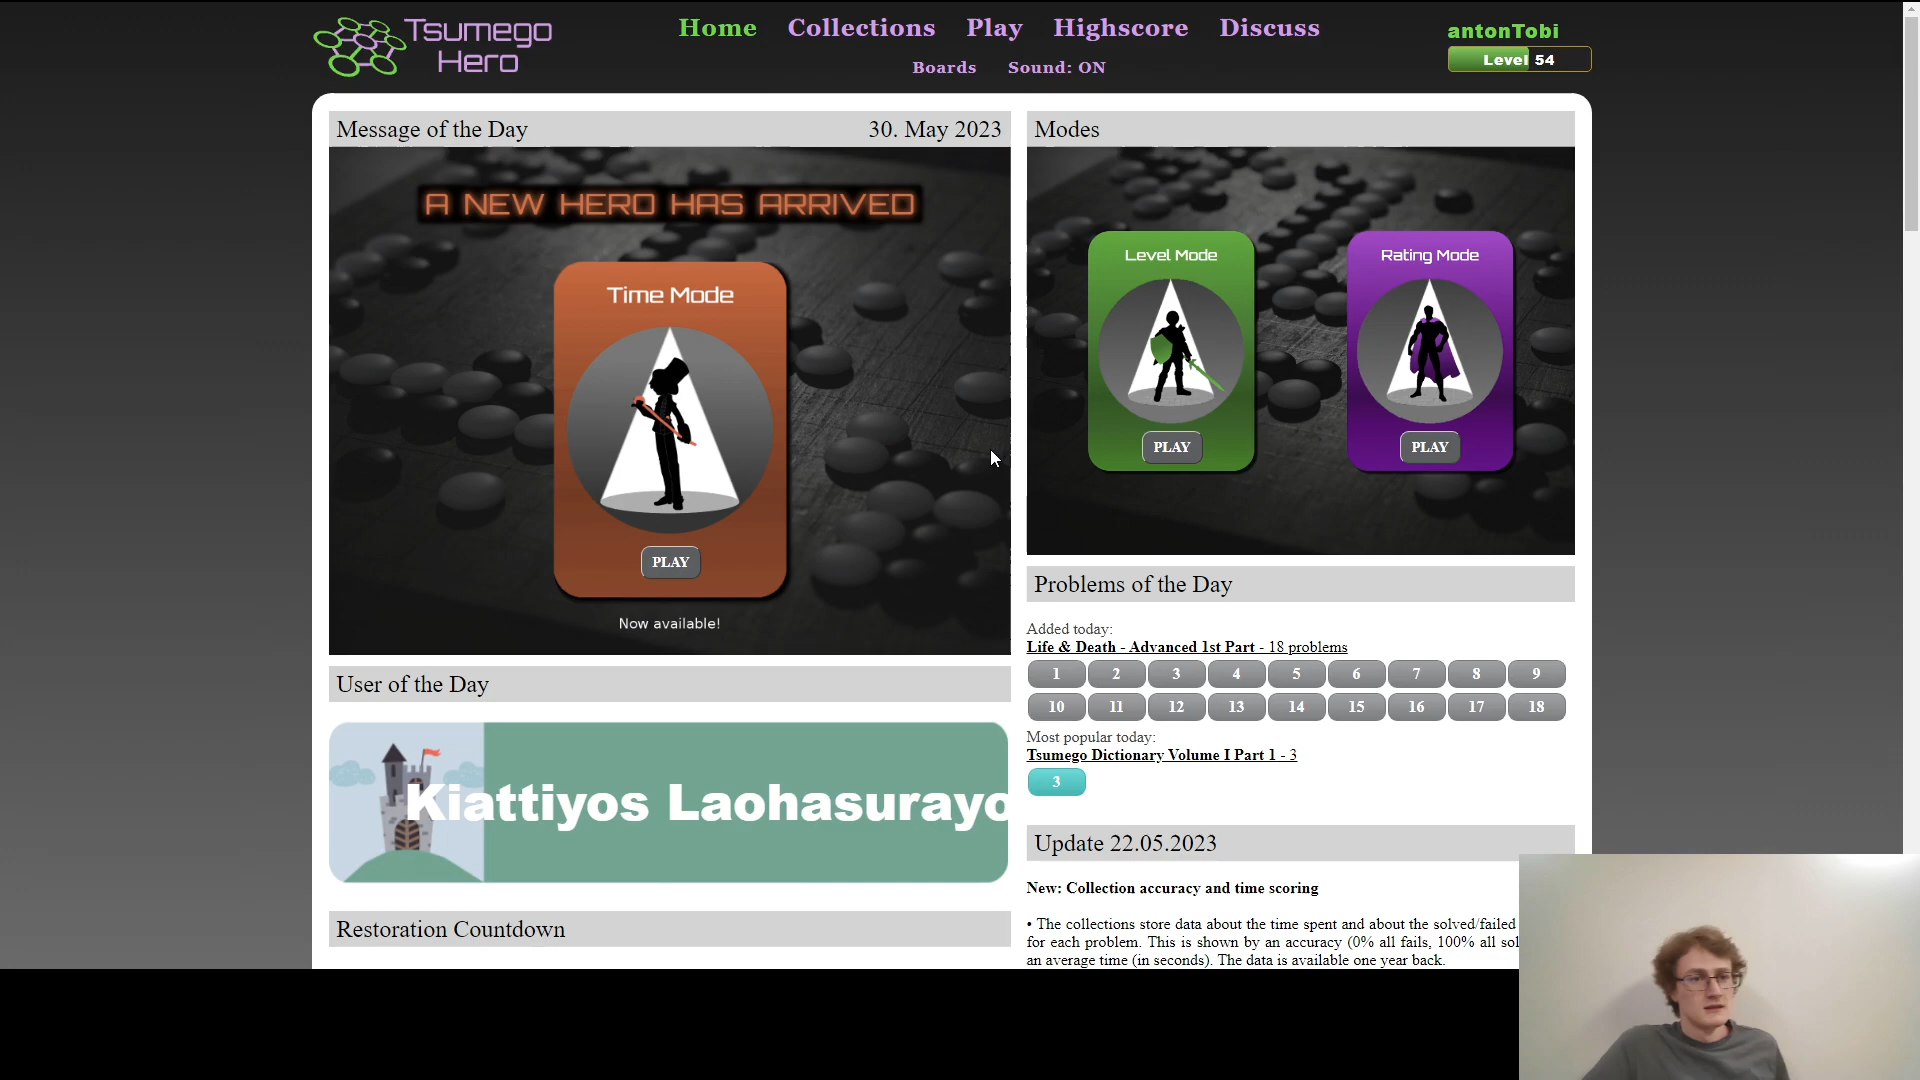 Tsumego
Hero
Home Collections Play Highscore Discuss
Boards Sound: ON
antonTobi
Level 54
Message of the Day 30. May 2023
A NEW HERO HAS ARRIVED
Time Mode
PLAY
Now available!
User of the Day
Kiattiyos Laohasurayo
Restoration Countdown
Modes
Level Mode
PLAY
Rating Mode
PLAY
Problems of the Day
Added today:
Life & Death - Advanced 1st Part - 18 problems
1 2 3 4 5 6 7 8 9
10 11 12 13 14 15 16 17 18
Most popular today:
Tsumego Dictionary Volume I Part 1 - 3
3
Update 22.05.2023
New: Collection accuracy and time scoring
• The collections store data about the time spent and about the solved/failed
for each problem. This is shown by an accuracy (0% all fails, 100% all sol
an average time (in seconds). The data is available one year back.